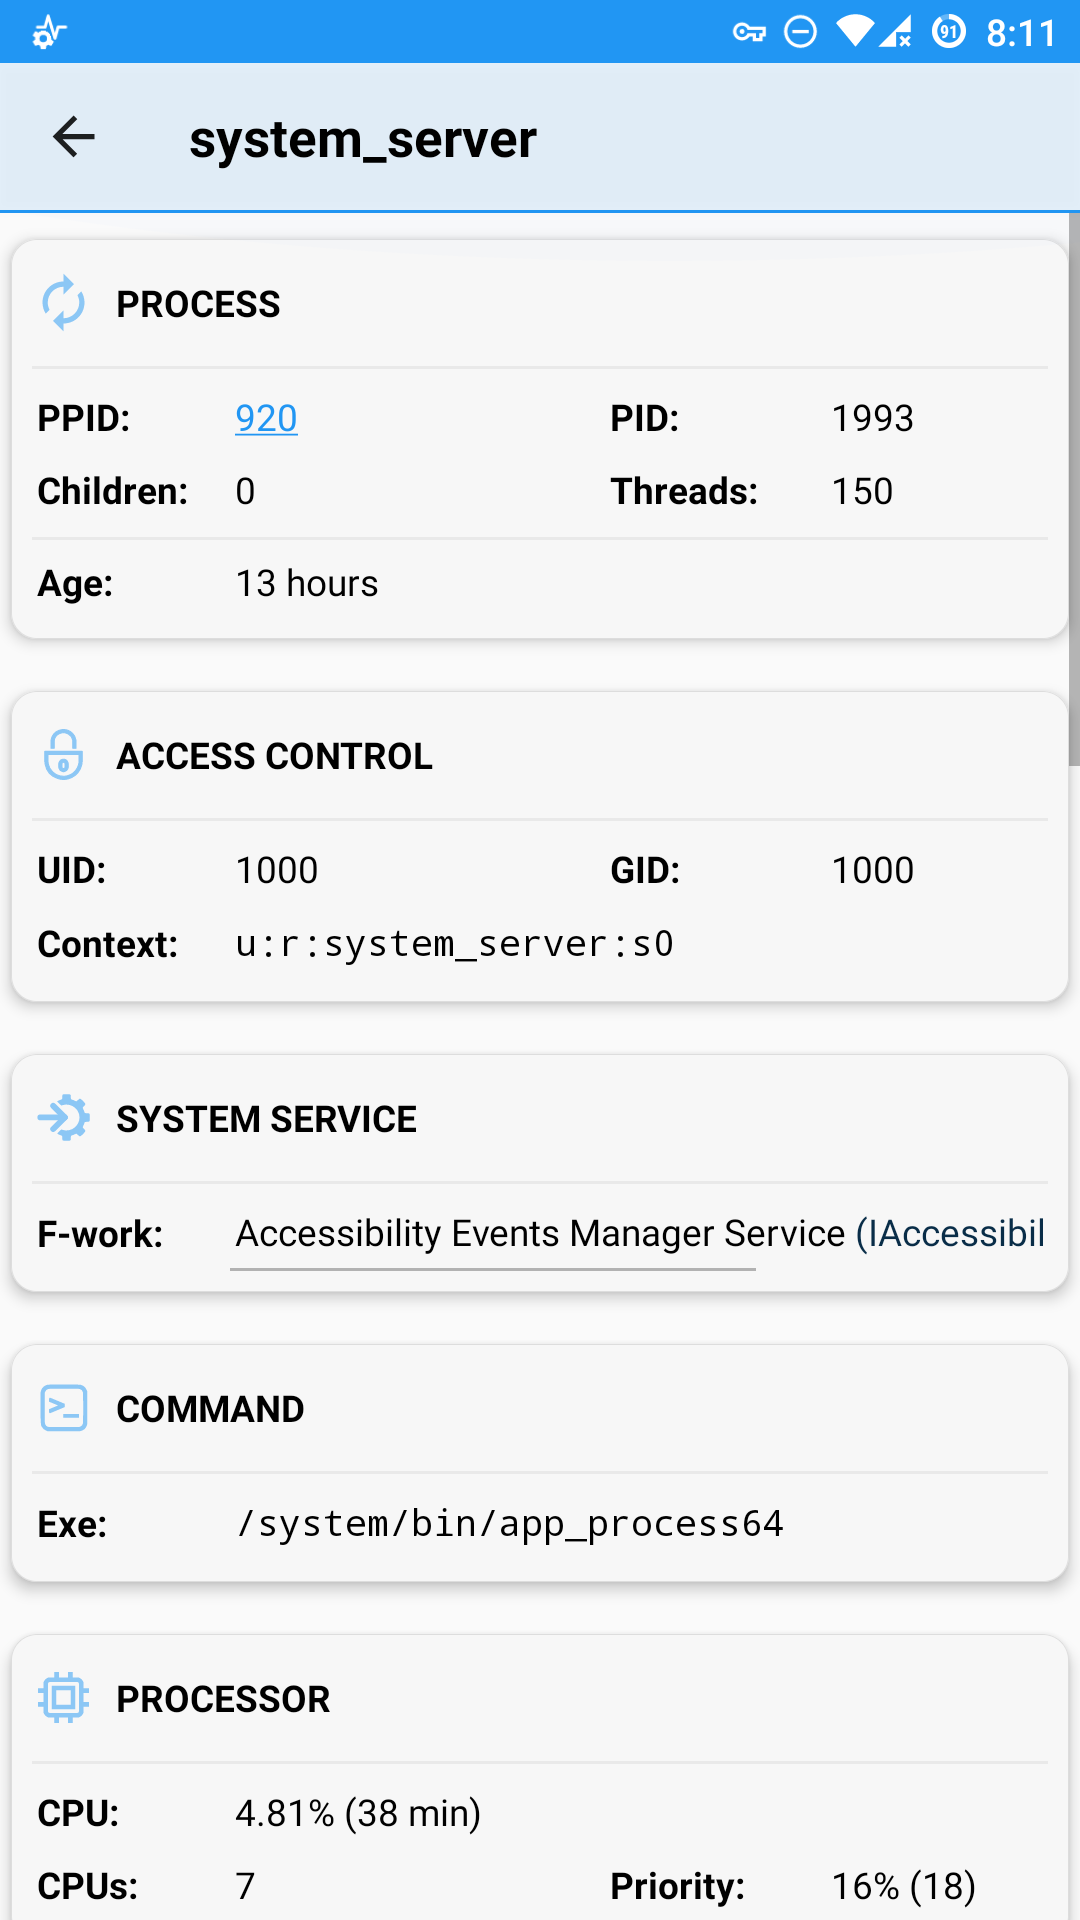 91 8:11
system_server
PROCESS
PPID: 920 PID: 1993
Children: 0 Threads: 150
Age: 13 hours
ACCESS CONTROL
UID: 1000 GID: 1000
Context: u:r:system_server:s0
SYSTEM SERVICE
F-work: Accessibility Events Manager Service (IAccessibil
COMMAND
Exe: /system/bin/app_process64
PROCESSOR
CPU: 4.81% (38 min)
CPUs: 7 Priority: 16% (18)